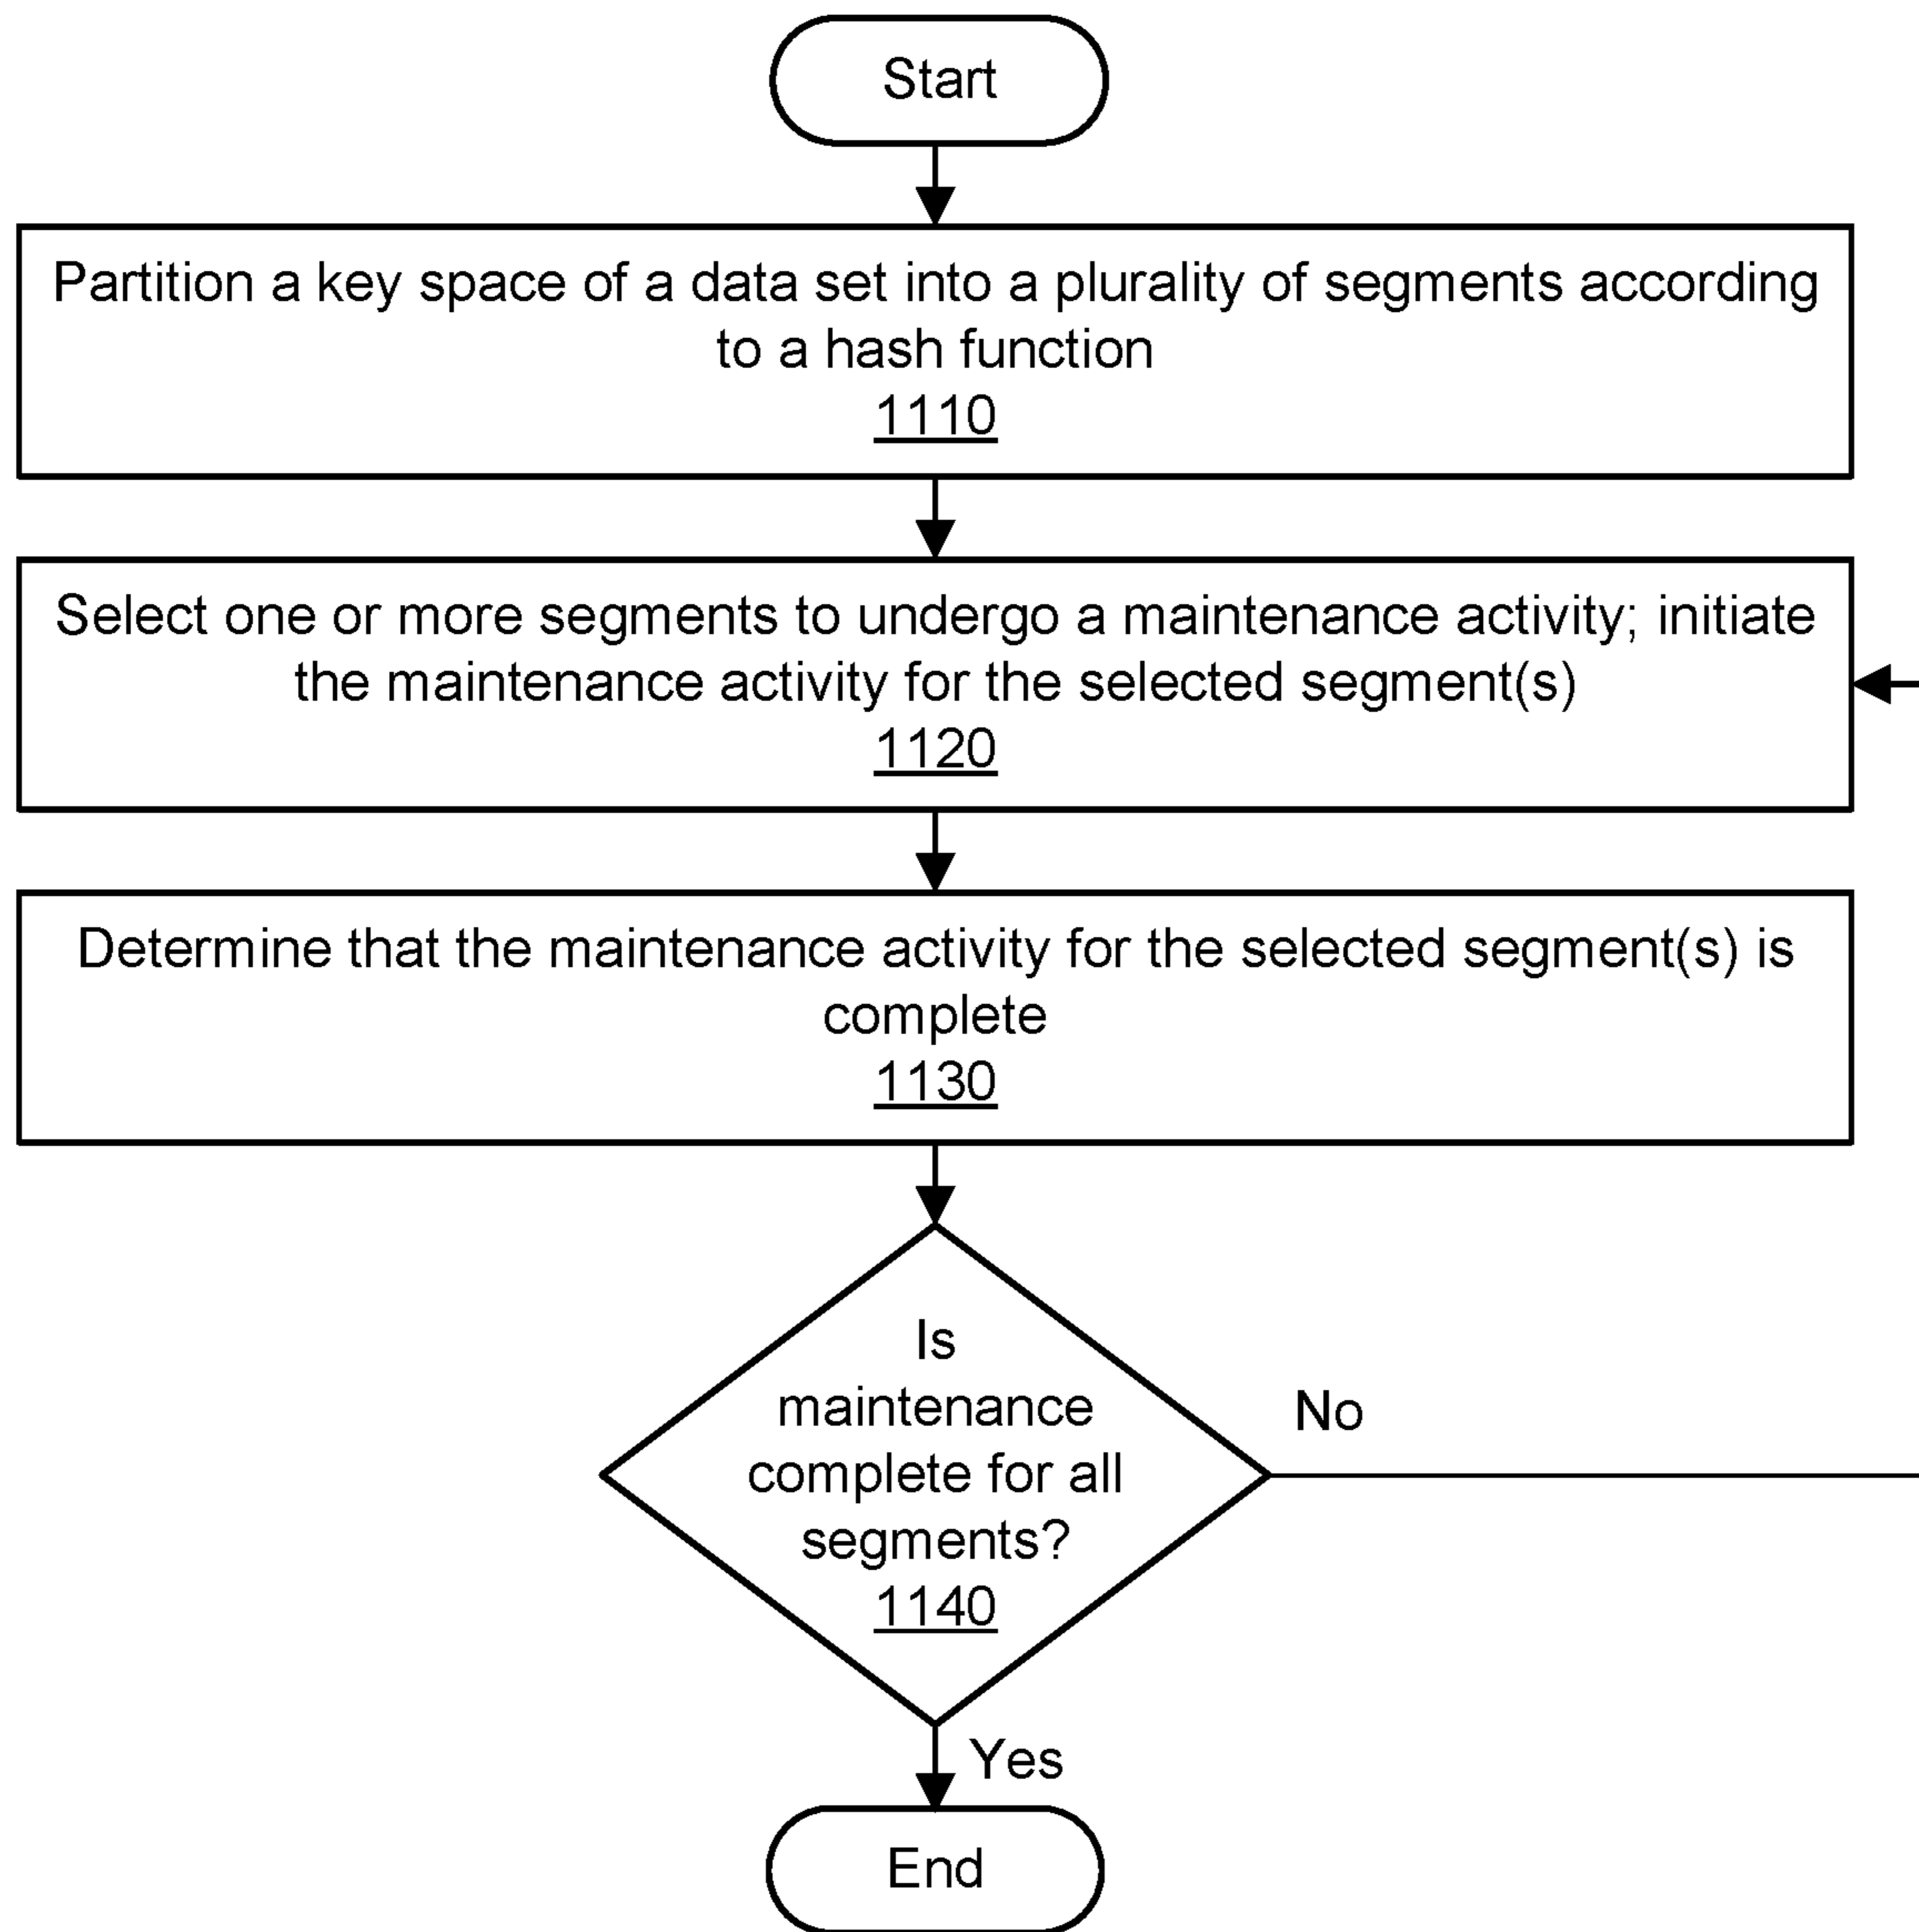 Start
Partition a key space of a data set into a plurality of segments according
to a hash function
1110
Select one or more segments to undergo a maintenance activity; initiate
the maintenance activity for the selected segment(s)
1120
Determine that the maintenance activity for the selected segment(s) is
complete
1130
Is
maintenance
complete for all
segments?
1140
No
Yes
End